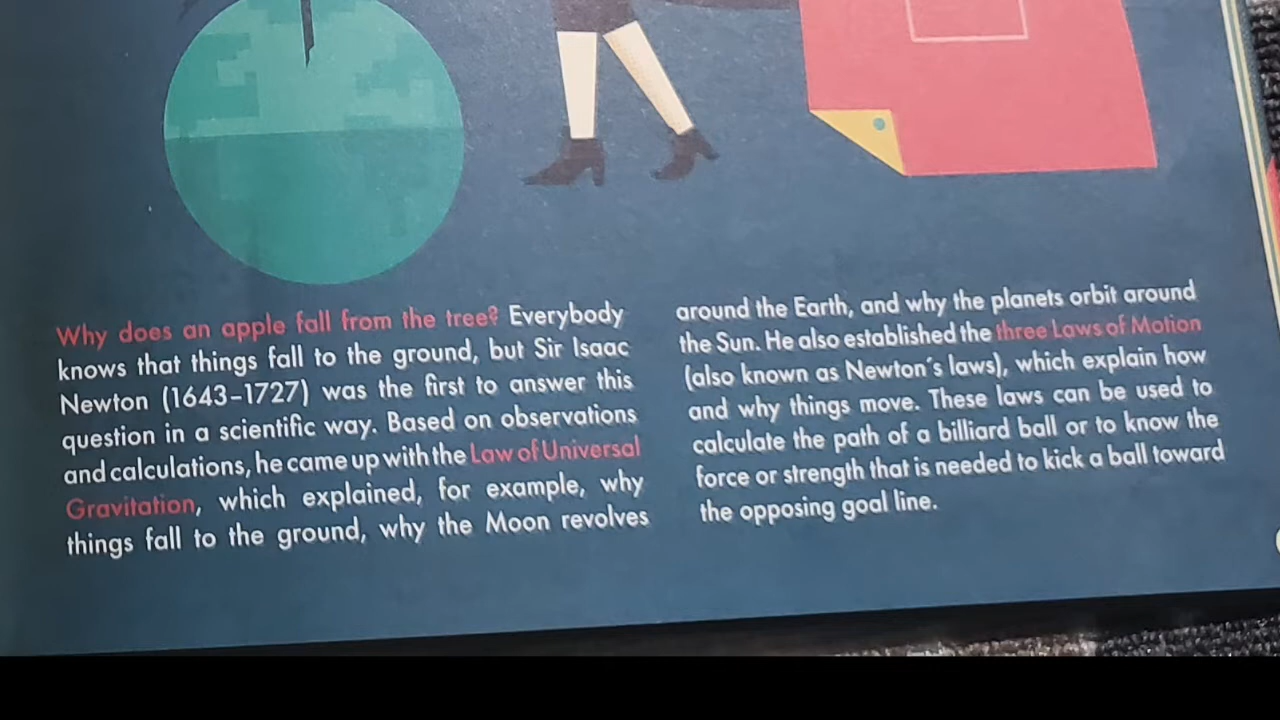 Why does an apple fall from the tree? Everybody
knows that things fall to the ground, but Sir Isaac
Newton (1643–1727) was the first to answer this
question in a scientific way. Based on observations
and calculations, he came up with the Law of Universal
Gravitation, which explained, for example, why
things fall to the ground, why the Moon revolves
around the Earth, and why the planets orbit around
the Sun. He also established the three Laws of Motion
(also known as Newton´s laws), which explain how
and why things move. These laws can be used to
calculate the path of a billiard ball or to know the
force or strength that is needed to kick a ball toward
the opposing goal line.